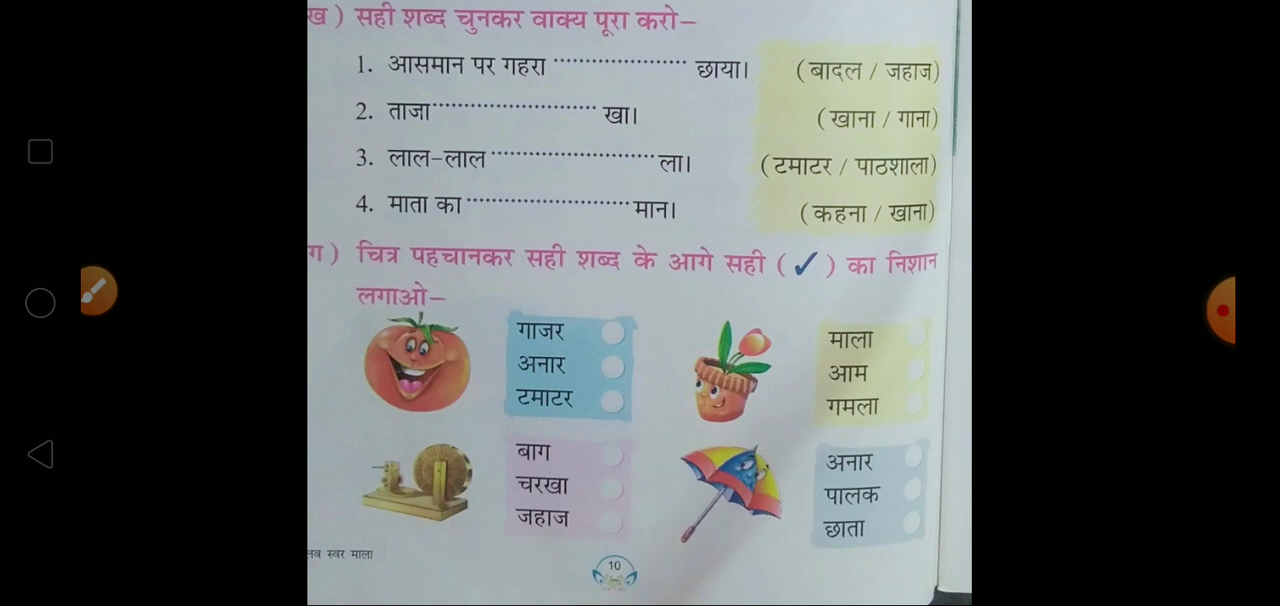 ख ) सही शब्द चुनकर वाक्य पूरा करो–
1. आसमान पर गहरा ..................... छाया। (बादल / जहाज)
2. ताजा.......................... खा। (खाना / गाना)
3. लाल-लाल .......................... ला। (टमाटर / पाठशाला)
4. माता का .......................... मान। (कहना / खाना)
ग ) चित्र पहचानकर सही शब्द के आगे सही ( ✓ ) का निशान
लगाओ–
गाजर
अनार
टमाटर
माला
आम
गमला
बाग
चरखा
जहाज
अनार
पालक
छाता
नव स्वर माला
10